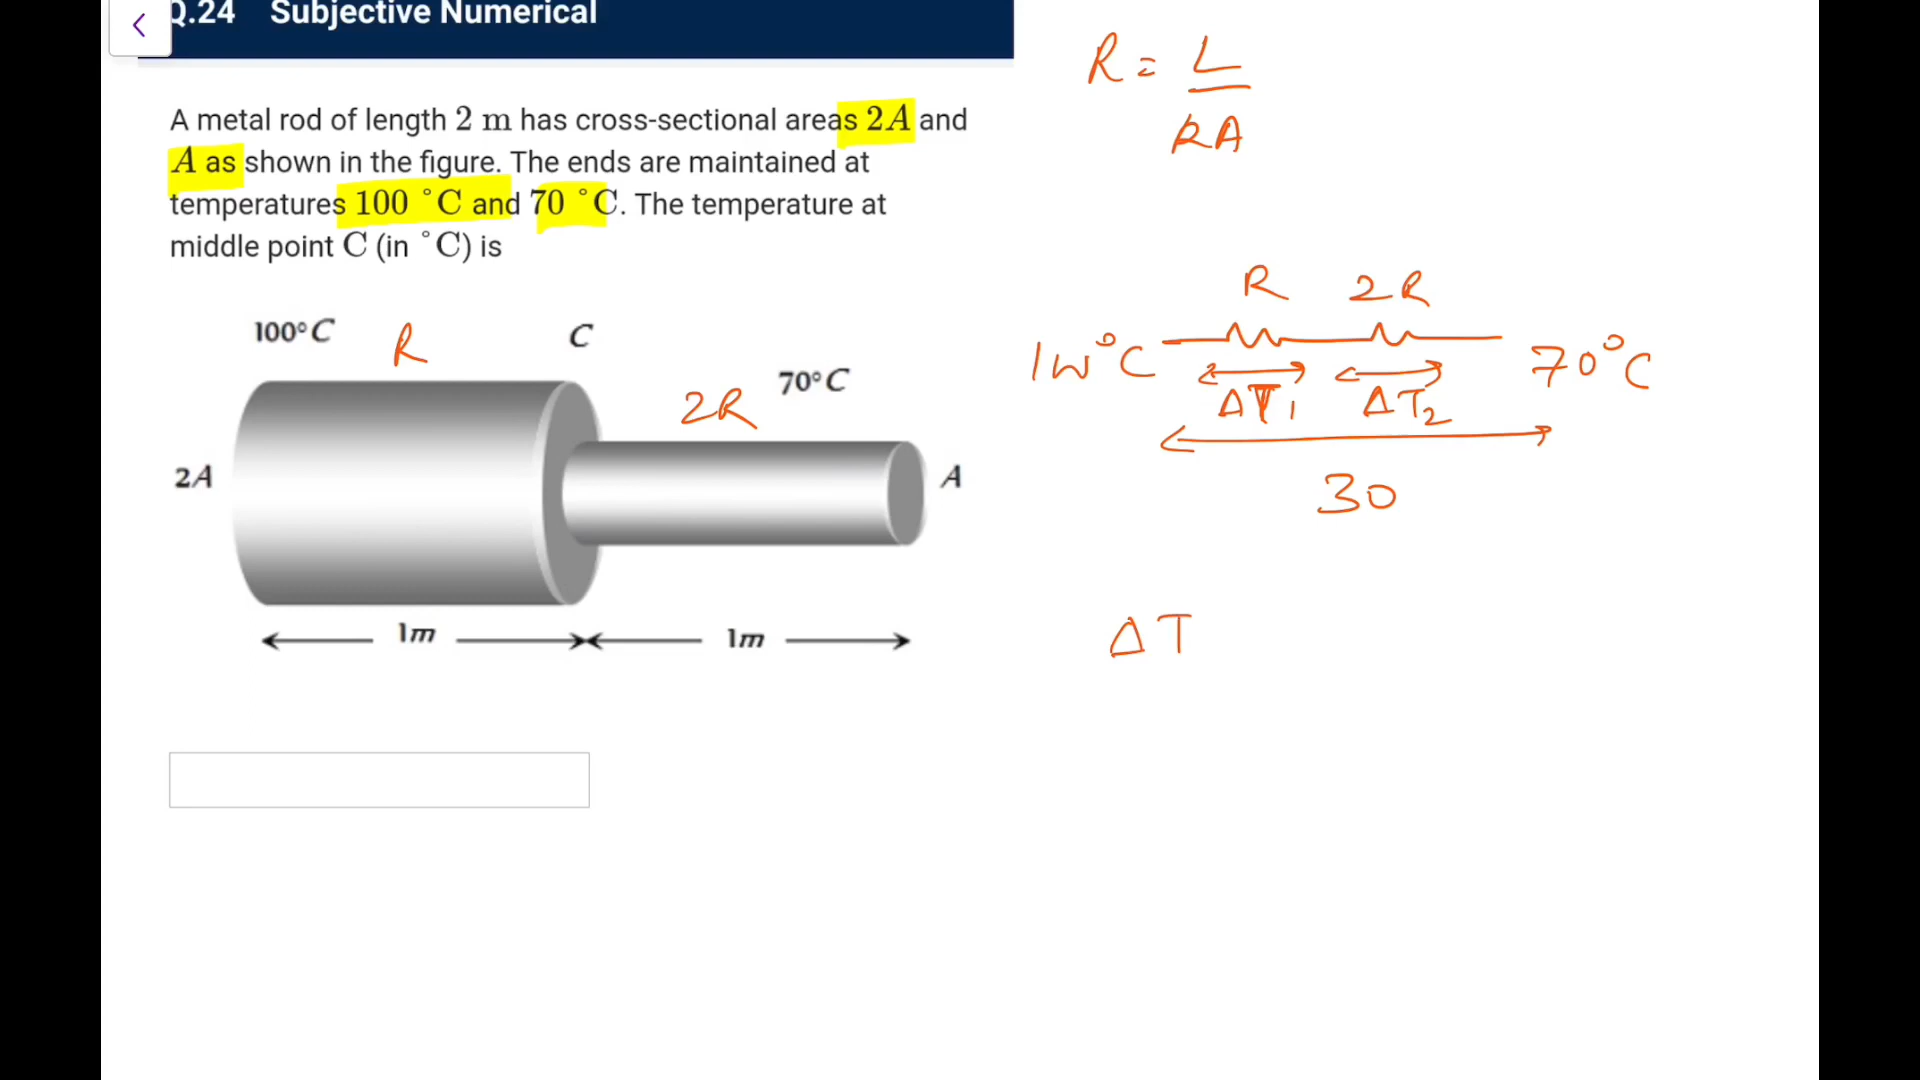 Q.24 Subjective Numerical
A metal rod of length 2 m has cross-sectional areas 2A and
A as shown in the figure. The ends are maintained at
temperatures 100 °C and 70 °C. The temperature at
middle point C (in °C) is
100°C
R
C
2R
70°C
2A
A
1m
1m
R = L
kA
R 2R
100°C
70°C
ΔT1 ΔT2
30
ΔT